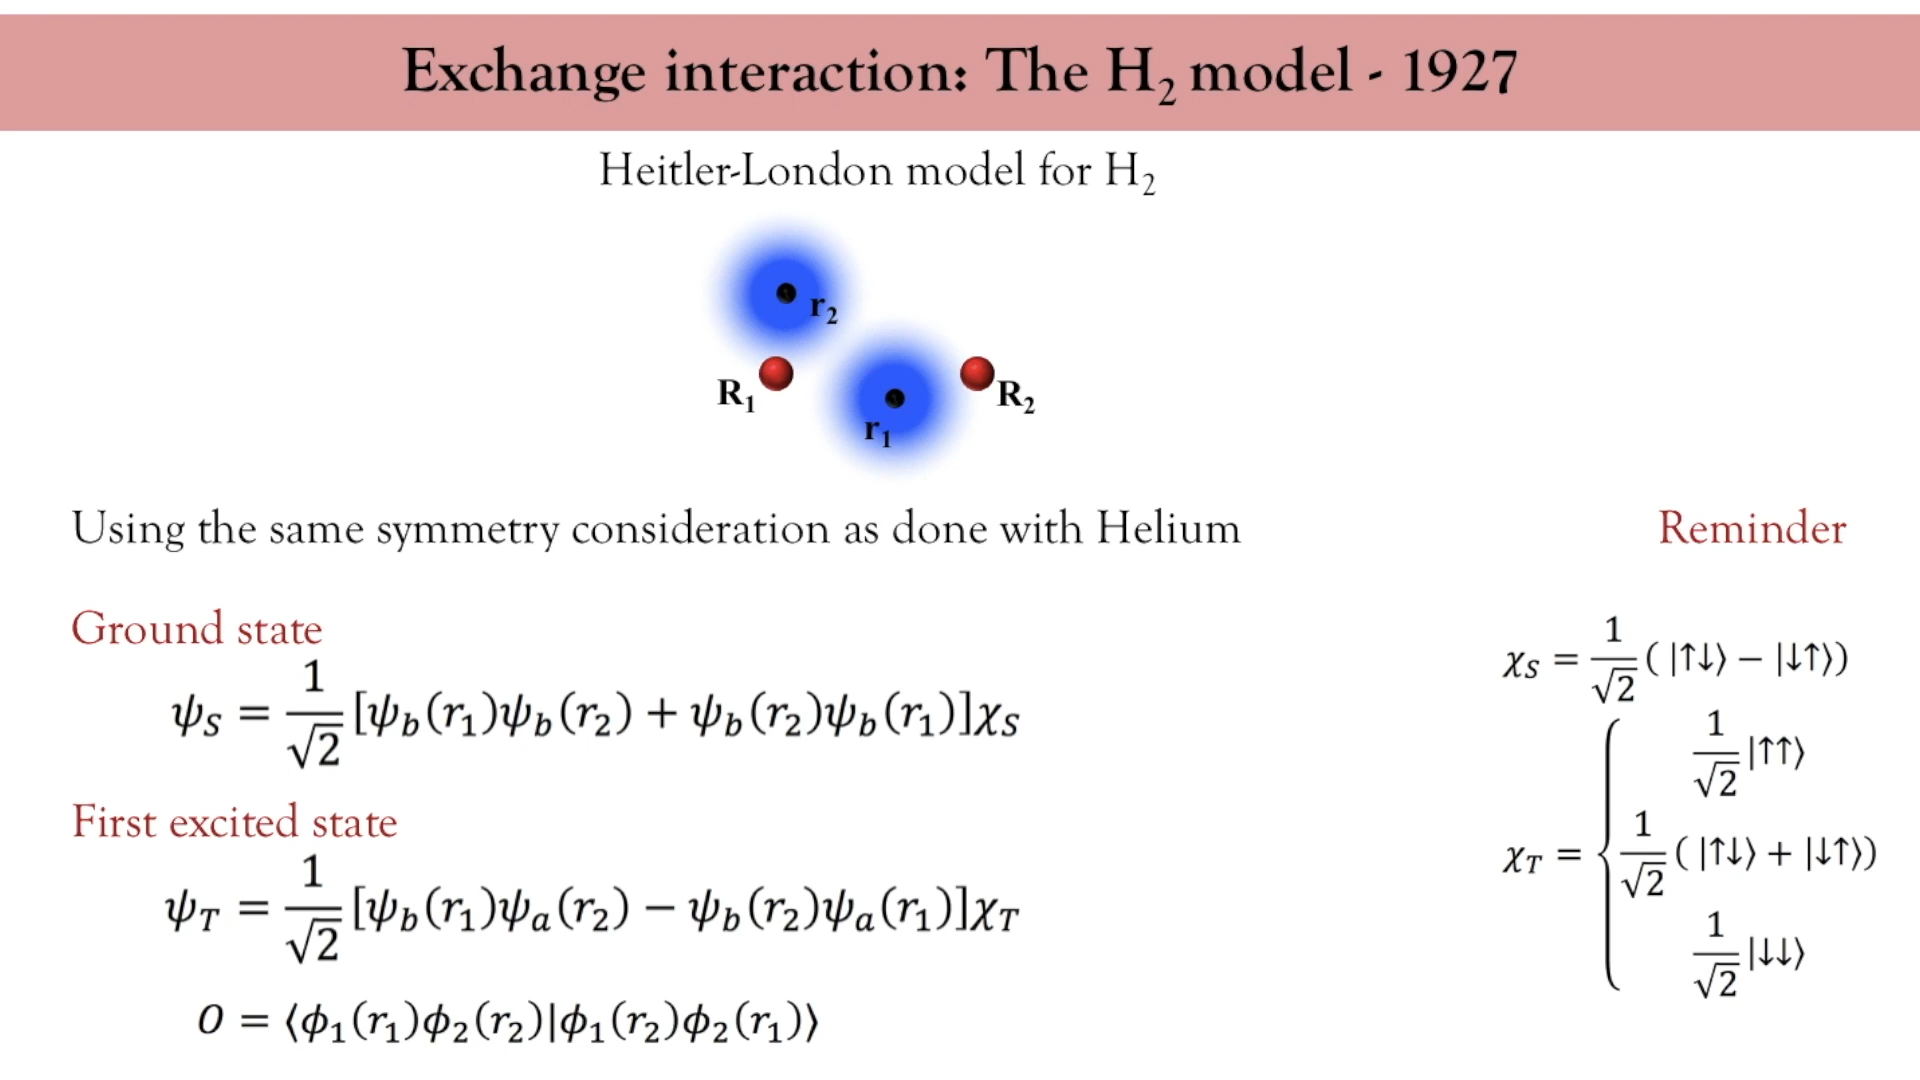 Exchange interaction: The H₂ model - 1927
Heitler-London model for H₂
r₂
R₁
R₂
r₁
Using the same symmetry consideration as done with Helium
Reminder
Ground state
ψ_S = 1/√2 [ψ_b(r₁)ψ_b(r₂) + ψ_b(r₂)ψ_b(r₁)]χ_S
First excited state
ψ_T = 1/√2 [ψ_b(r₁)ψ_a(r₂) − ψ_b(r₂)ψ_a(r₁)]χ_T
O = ⟨ϕ₁(r₁)ϕ₂(r₂)|ϕ₁(r₂)ϕ₂(r₁)⟩
χ_S = 1/√2 ( |↑↓⟩ − |↓↑⟩)
1/√2 |↑↑⟩
χ_T = { 1/√2 ( |↑↓⟩ + |↓↑⟩)
1/√2 |↓↓⟩